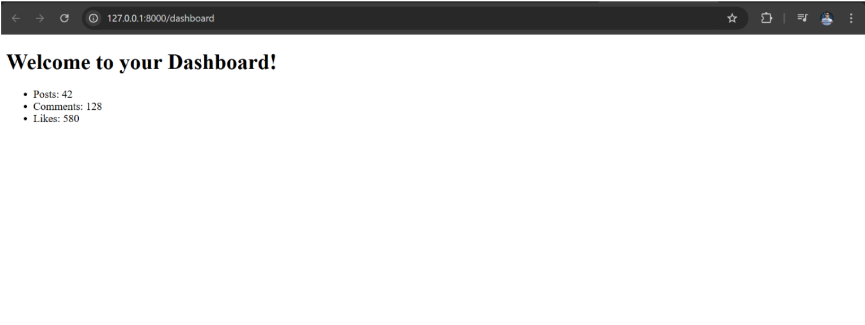 127.0.0.1:8000/dashboard
Welcome to your Dashboard!
Posts: 42
Comments: 128
Likes: 580